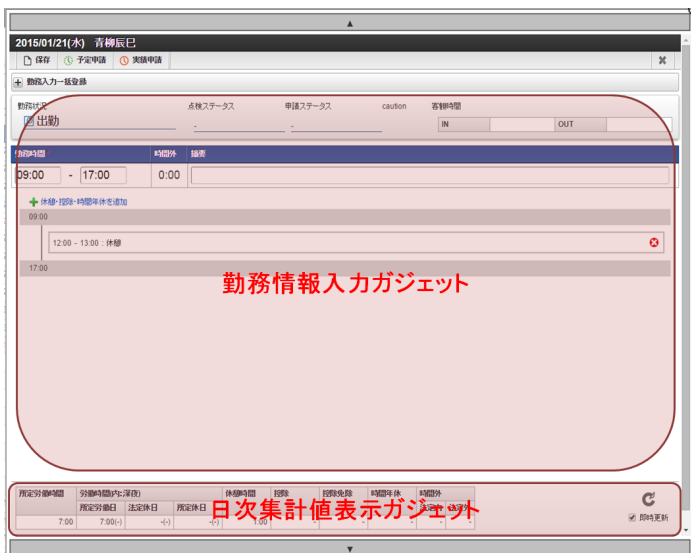 ▲
2015/01/21(水) 青柳辰巳
保存 予定申請 実績申請
勤務入力一括登録
勤務状況 点検ステータス 申請ステータス caution 客観時間
出勤 - - IN OUT
勤務時間 時間外 摘要
09:00 - 17:00 0:00
休憩・控除・時間年休を追加
09:00
12:00 - 13:00 : 休憩
17:00
勤務情報入力ガジェット
所定労働時間 労働時間(内:深夜) 休憩時間 控除 控除免除 時間年休 時間外
所定労働日 法定休日 所定休日 法定内 法定外
7:00 7:00(-) -(-) -(-) 1:00 - - - - -
即時更新
日次集計値表示ガジェット
▼